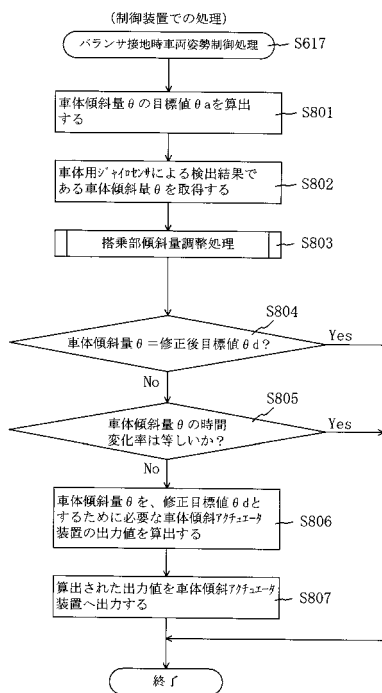 (制御装置での処理)
バランサ接地時車両姿勢制御処理
S617
車体傾斜量θの目標値θaを算出
する
S801
車体用ジャイロセンサによる検出結果で
ある車体傾斜量θを取得する
S802
搭乗部傾斜量調整処理
S803
S804
車体傾斜量θ=修正後目標値θd?
Yes
No
S805
車体傾斜量θの時間
変化率は等しいか?
Yes
No
車体傾斜量θを、修正目標値θdと
するために必要な車体傾斜アクチュエータ
装置の出力値を算出する
S806
算出された出力値を車体傾斜アクチュエータ
装置へ出力する
S807
終了